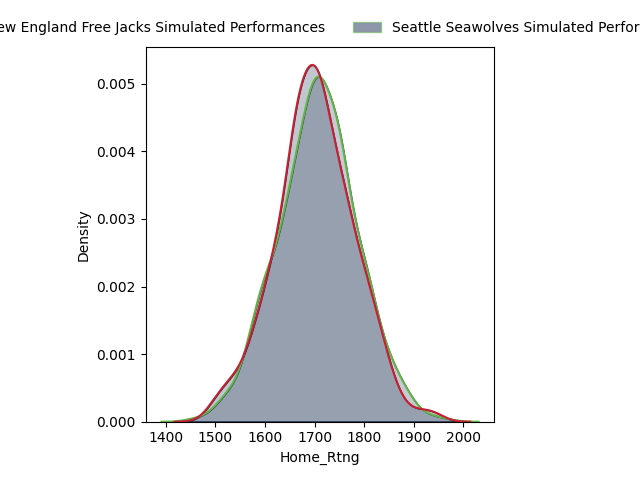 ew England Free Jacks Simulated Performances Seattle Seawolves Simulated Perfor
0.005
0.004
0.003
0.002
0.001
0.000
Density
1400 1500 1600 1700 1800 1900 2000
Home_Rtng